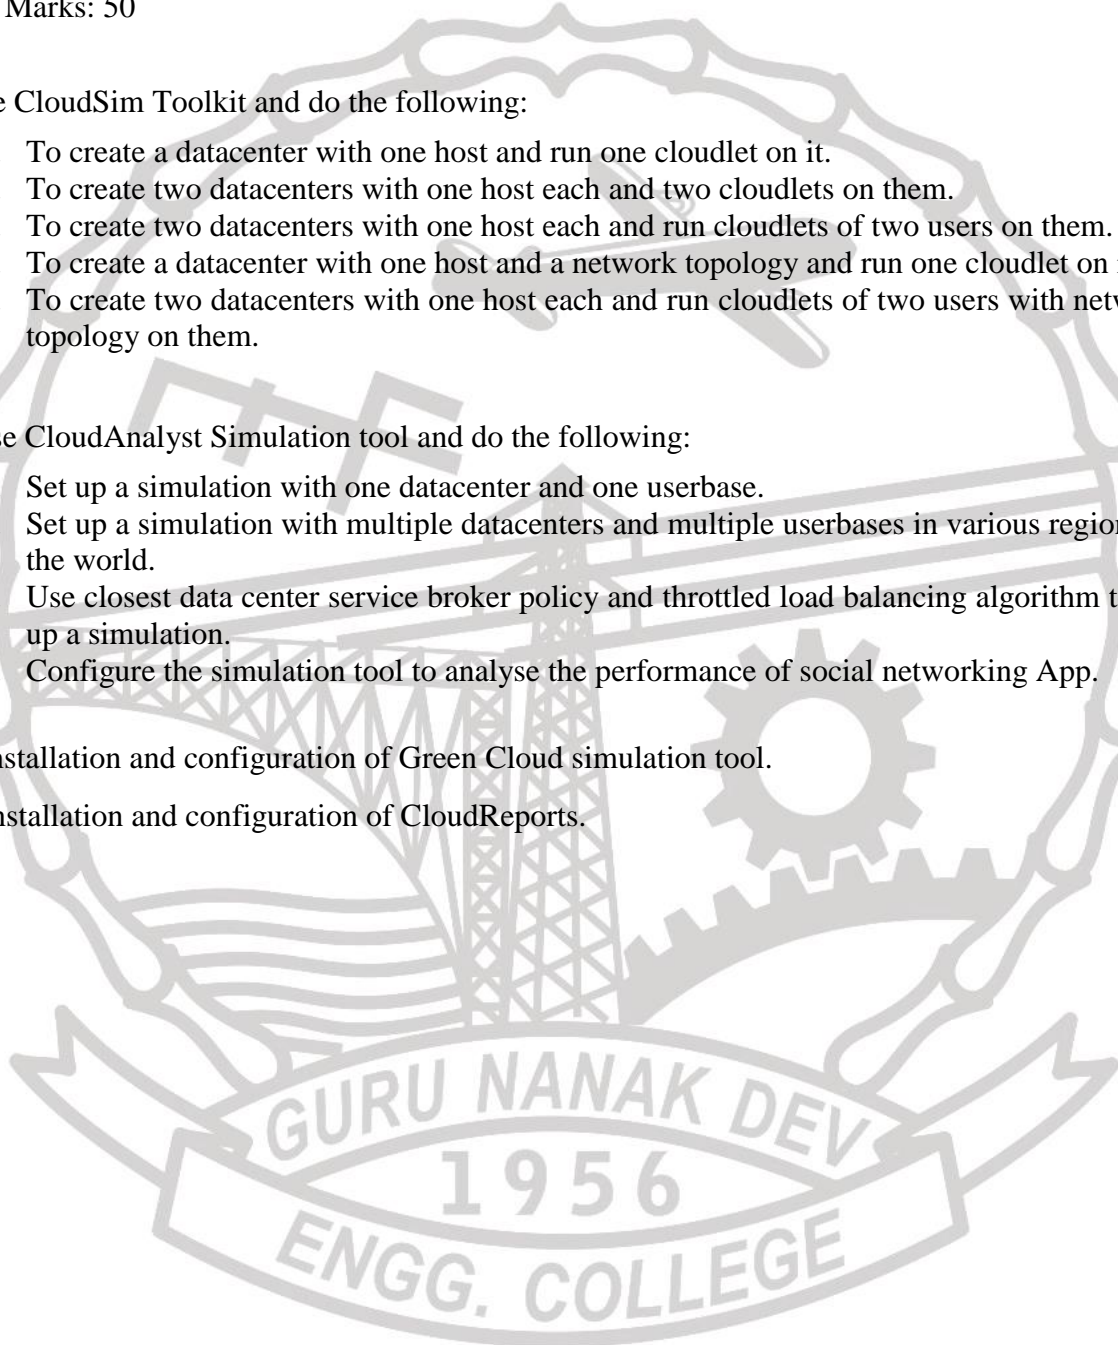 Marks: 50
e CloudSim Toolkit and do the following:
To create a datacenter with one host and run one cloudlet on it.
To create two datacenters with one host each and two cloudlets on them.
To create two datacenters with one host each and run cloudlets of two users on them.
To create a datacenter with one host and a network topology and run one cloudlet on
To create two datacenters with one host each and run cloudlets of two users with netw
topology on them.
se CloudAnalyst Simulation tool and do the following:
Set up a simulation with one datacenter and one userbase.
Set up a simulation with multiple datacenters and multiple userbases in various region
the world.
Use closest data center service broker policy and throttled load balancing algorithm t
up a simulation.
Configure the simulation tool to analyse the performance of social networking App.
nstallation and configuration of Green Cloud simulation tool.
nstallation and configuration of CloudReports.
GURU NANAK DEV
1956
ENGG. COLLEGE